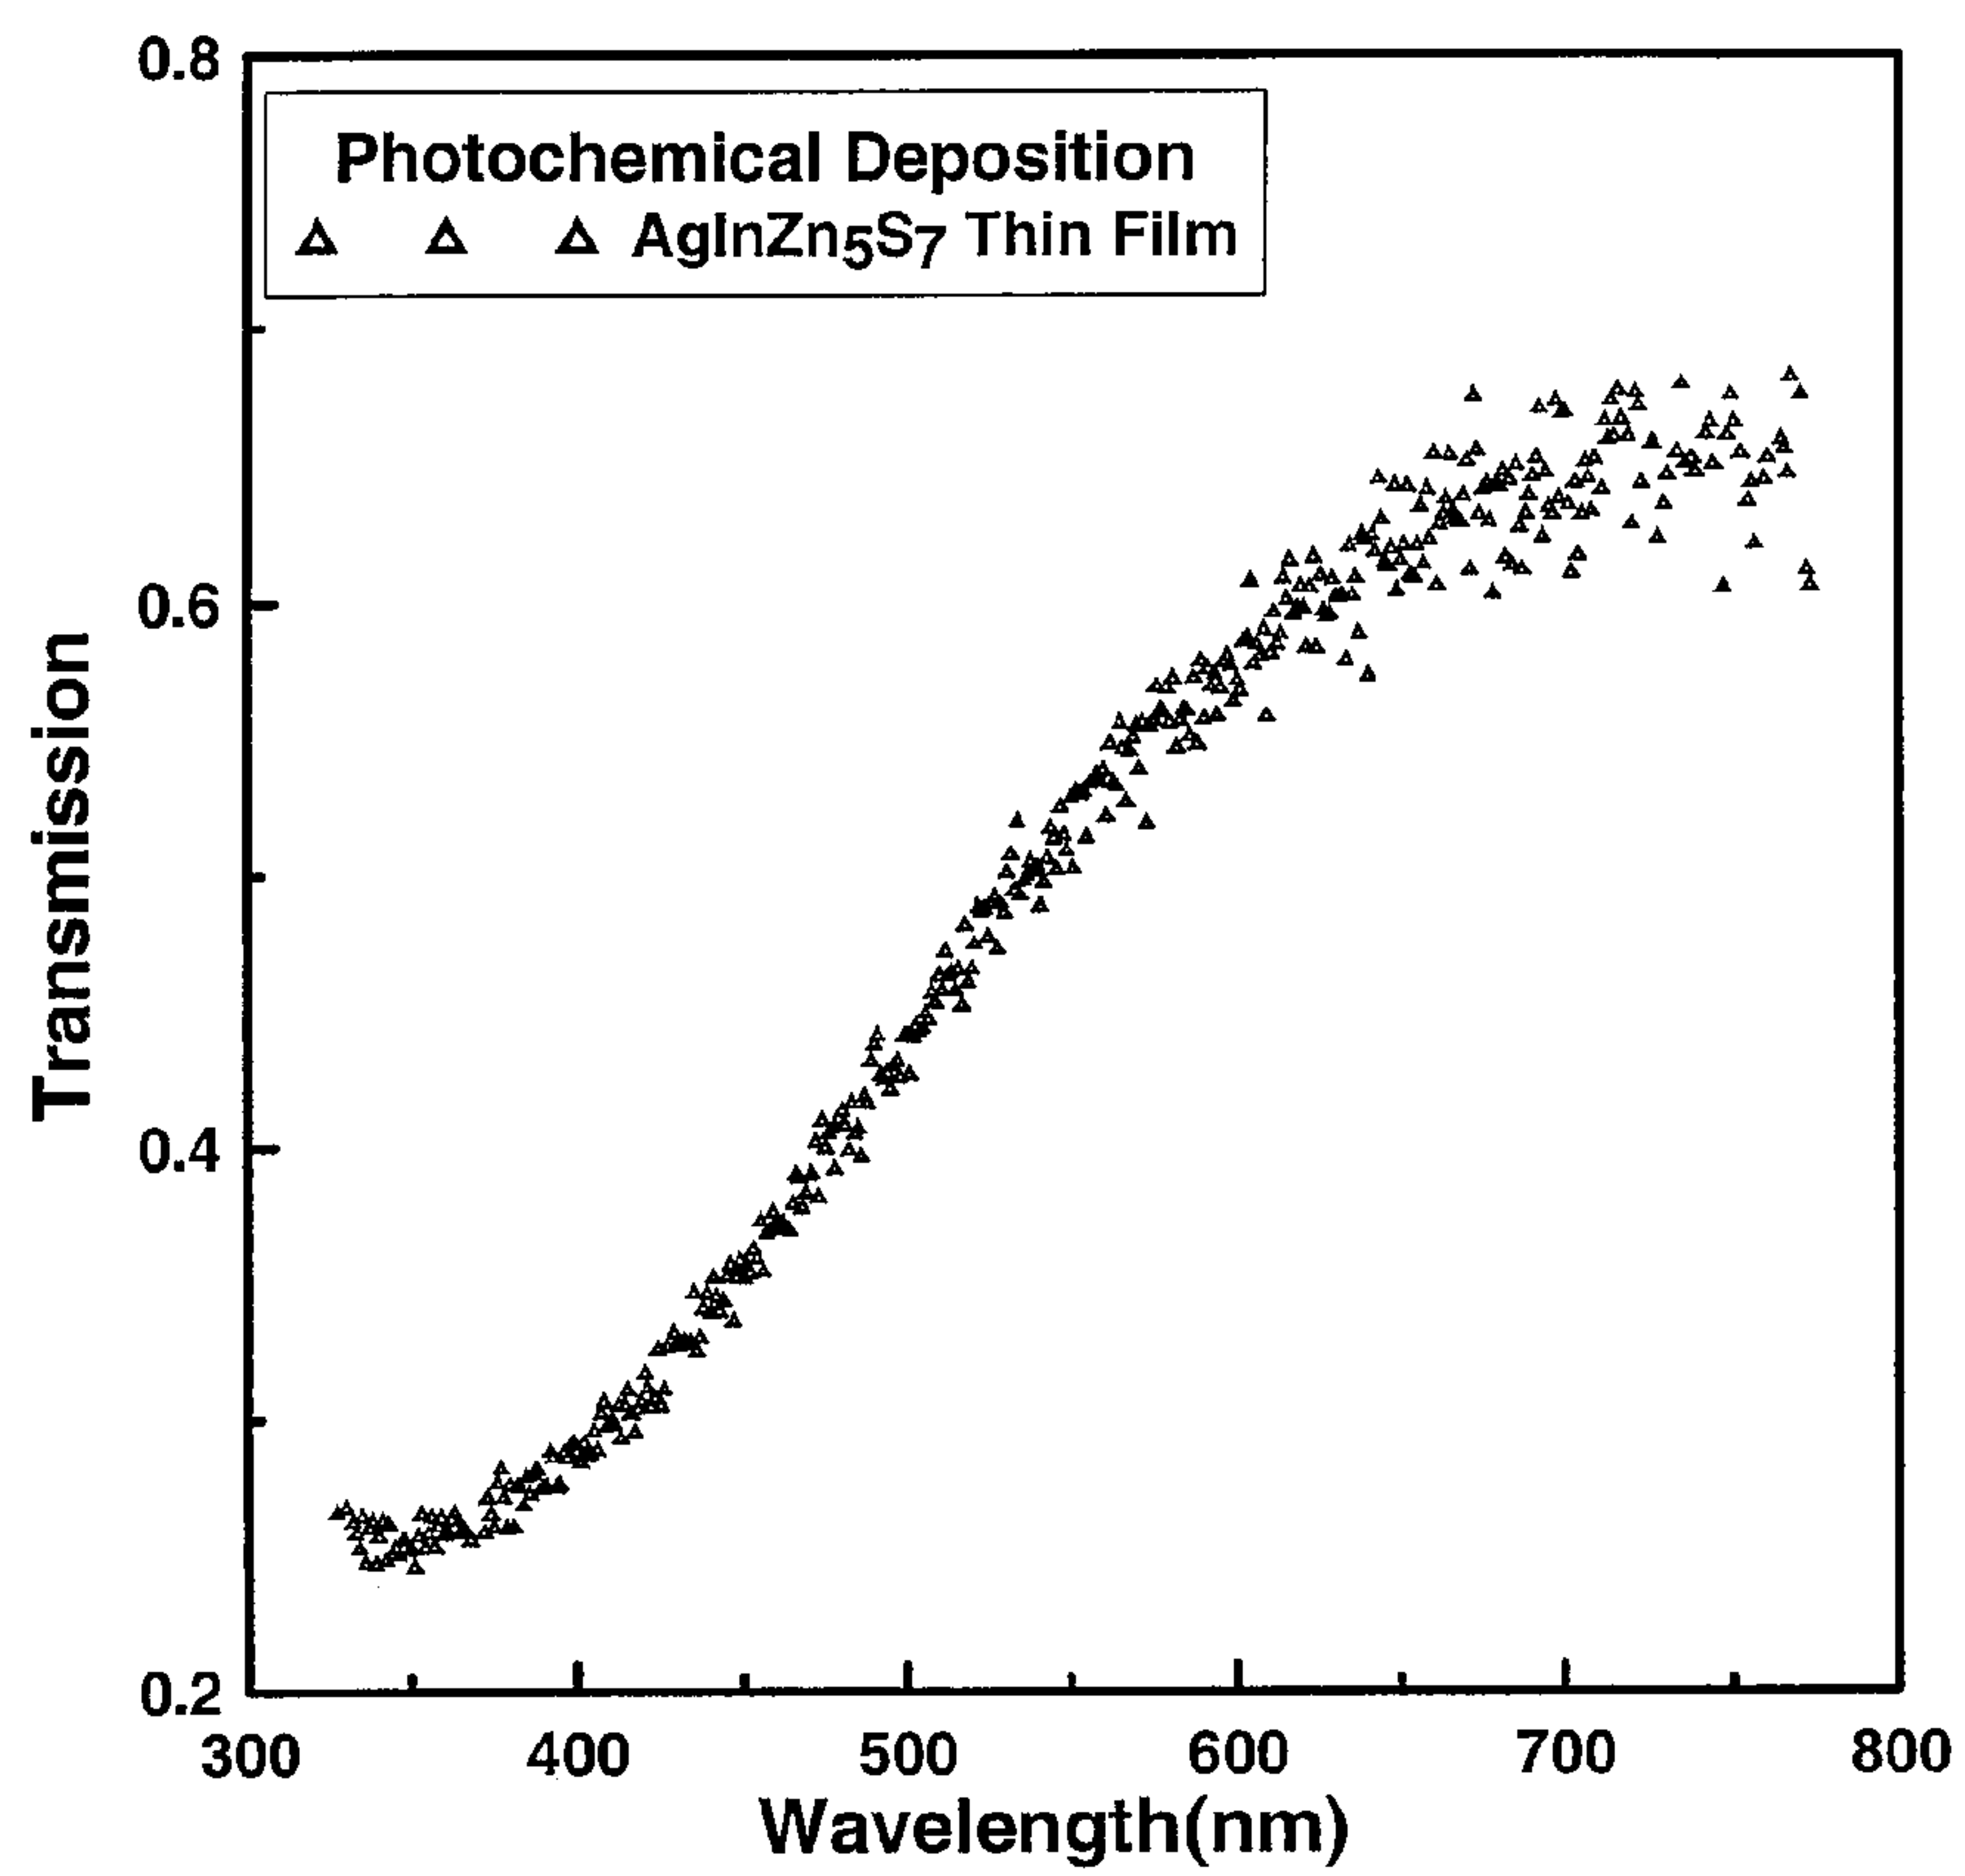 0.8
Photochemical Deposition
AgInZn5S7 Thin Film
0.6
Transmission
0.4
0.2
300 400 500 600 700 800
Wavelength(nm)